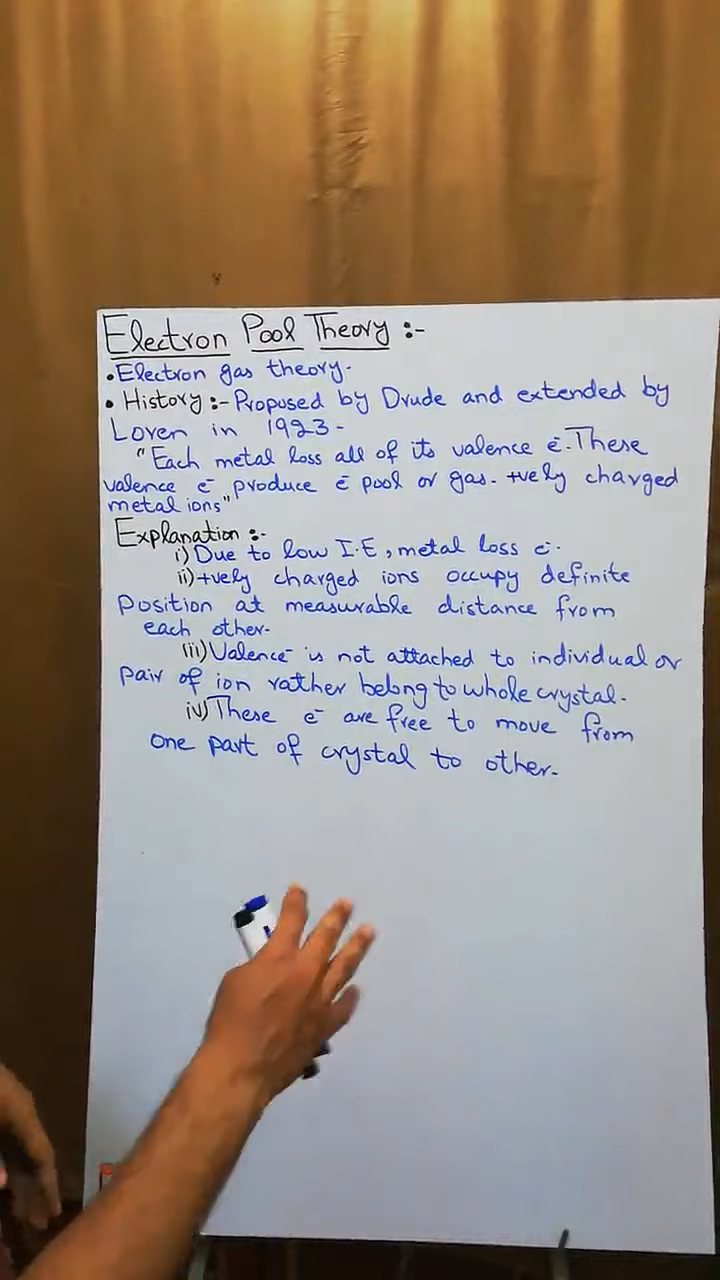 Electron Pool Theory :-
• Electron gas theory.
• History :- Proposed by Drude and extended by
Loren in 1923.
"Each metal loss all of its valence e⁻. These
valence e⁻ produce e⁻ pool or gas. +vely charged
metal ions"
Explanation :-
i) Due to low I.E, metal loss e⁻.
ii) +vely charged ions occupy definite
position at measurable distance from
each other.
iii) Valence⁻ is not attached to individual or
pair of ion rather belong to whole crystal.
iv) These e⁻ are free to move from
one part of crystal to other.